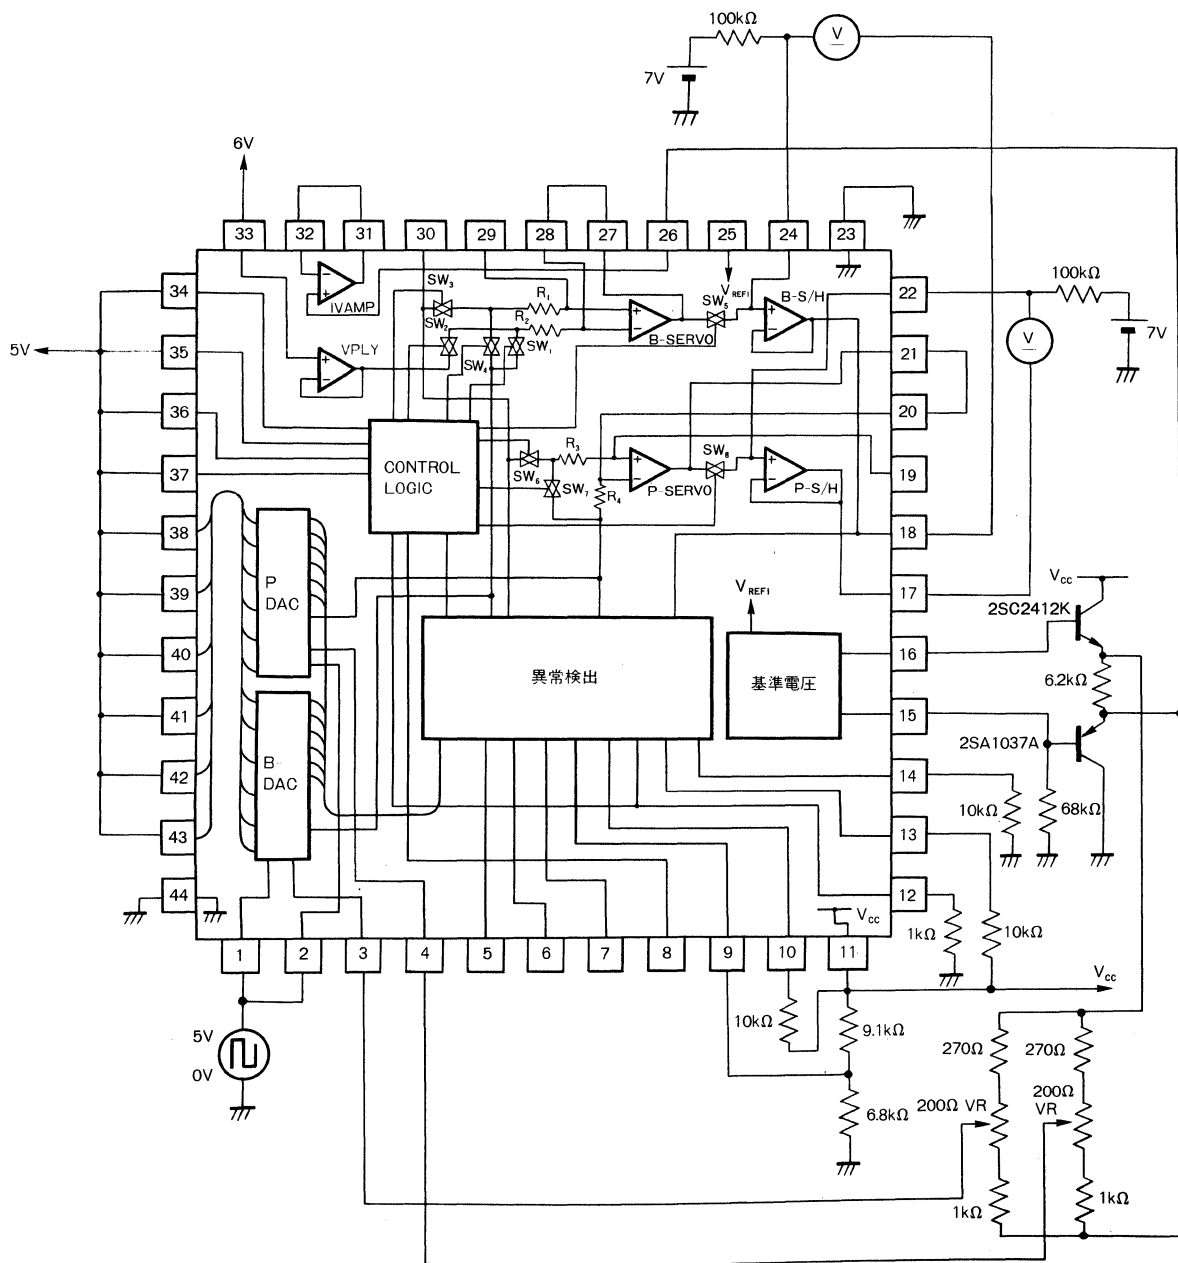 100kΩ
V
7V
6V
33
32
31
30
29
28
27
26
25
24
23
34
35
36
37
38
39
40
41
42
43
44
22
21
20
19
18
17
16
15
14
13
12
1
2
3
4
5
6
7
8
9
10
11
5V
IVAMP
VPLY
SW3
SW2
SW4
SW1
R1
R2
B-SERVO
SW5
VREF1
B-S/H
100kΩ
V
7V
CONTROL
LOGIC
SW6
SW7
R3
R4
P-SERVO
SW8
P-S/H
P
DAC
B
DAC
異常検出
VREF1
基準電圧
VCC
2SC2412K
6.2kΩ
2SA1037A
10kΩ
68kΩ
1kΩ
10kΩ
VCC
VCC
10kΩ
9.1kΩ
6.8kΩ
5V
0V
270Ω
270Ω
200Ω VR
200Ω
VR
1kΩ
1kΩ